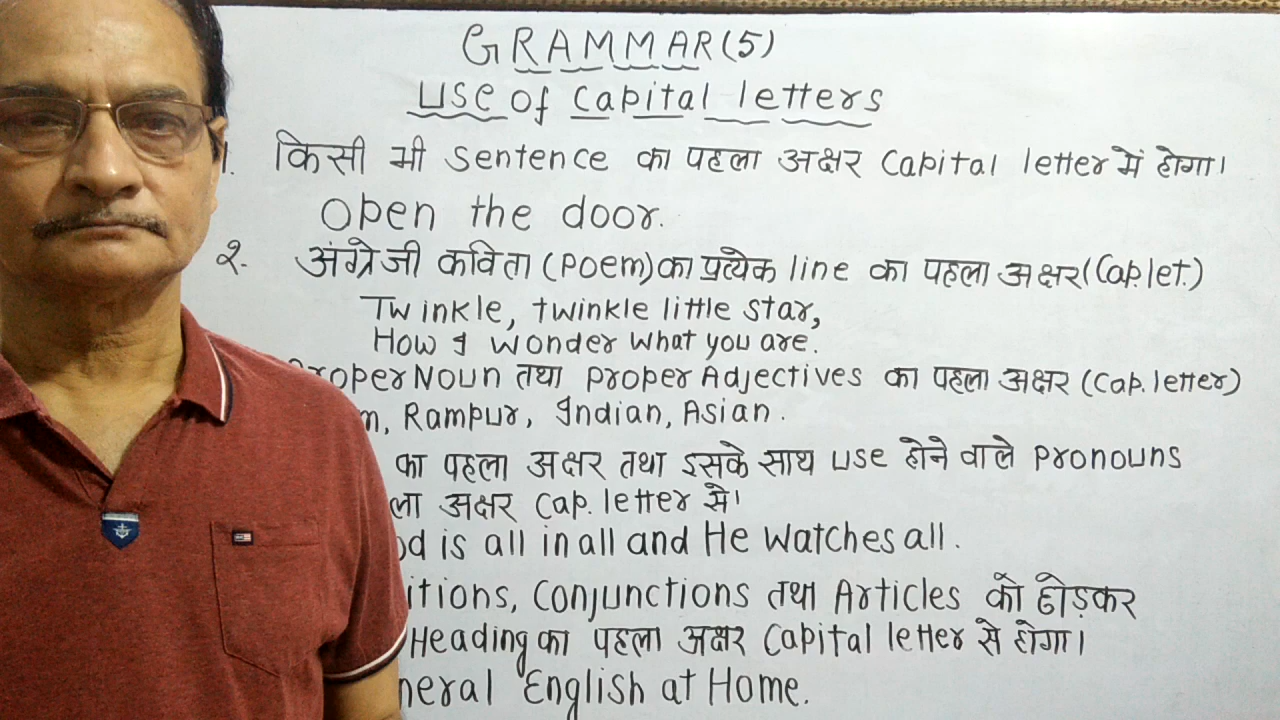 GRAMMAR(5)
Use of Capital letters
1. किसी भी Sentence का पहला अक्षर Capital letter में होगा।
Open the door.
२. अंग्रेजी कविता (Poem) का प्रत्येक line का पहला अक्षर (Cap. let.)
Twinkle, twinkle little star,
How I wonder what you are.
Proper Noun तथा Proper Adjectives का पहला अक्षर (Cap. letter)
m, Rampur, Indian, Asian.
का पहला अक्षर तथा इसके साथ use होने वाले Pronouns
ला अक्षर Cap. letter से।
od is all in all and He watches all.
itions, Conjunctions तथा Articles को छोड़कर
Heading का पहला अक्षर Capital letter से होगा।
neral English at Home.